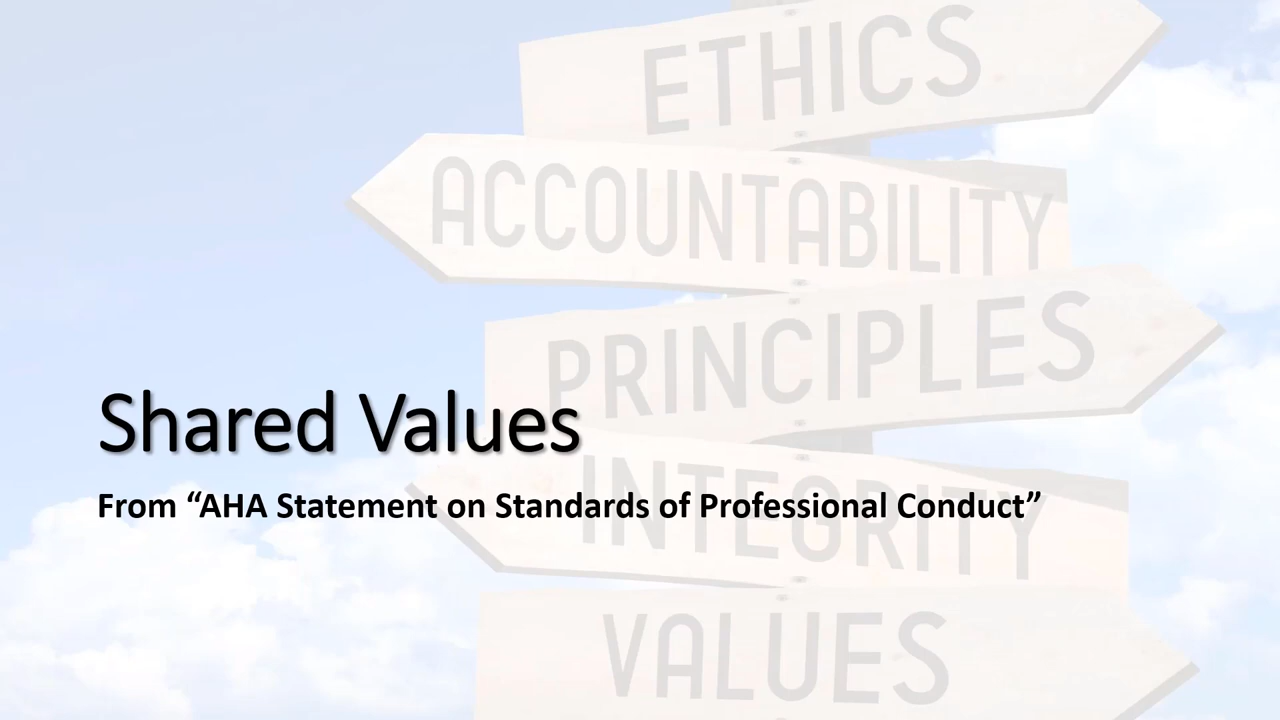 ETHICS
ACCOUNTABILITY
PRINCIPLES
Shared Values
INTEGRITY
From “AHA Statement on Standards of Professional Conduct”
VALUES